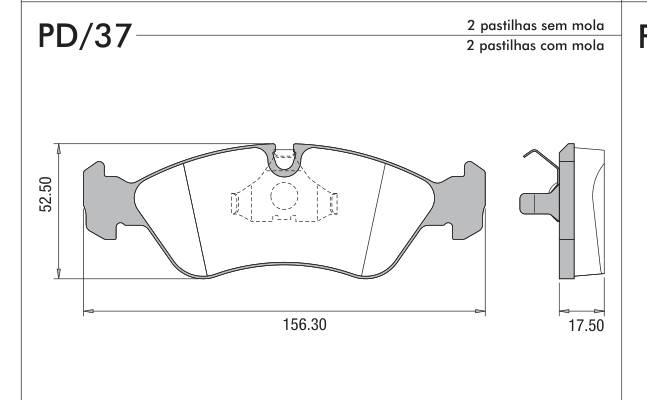 PD/37
2 pastilhas sem mola
2 pastilhas com mola
52.50
156.30
17.50